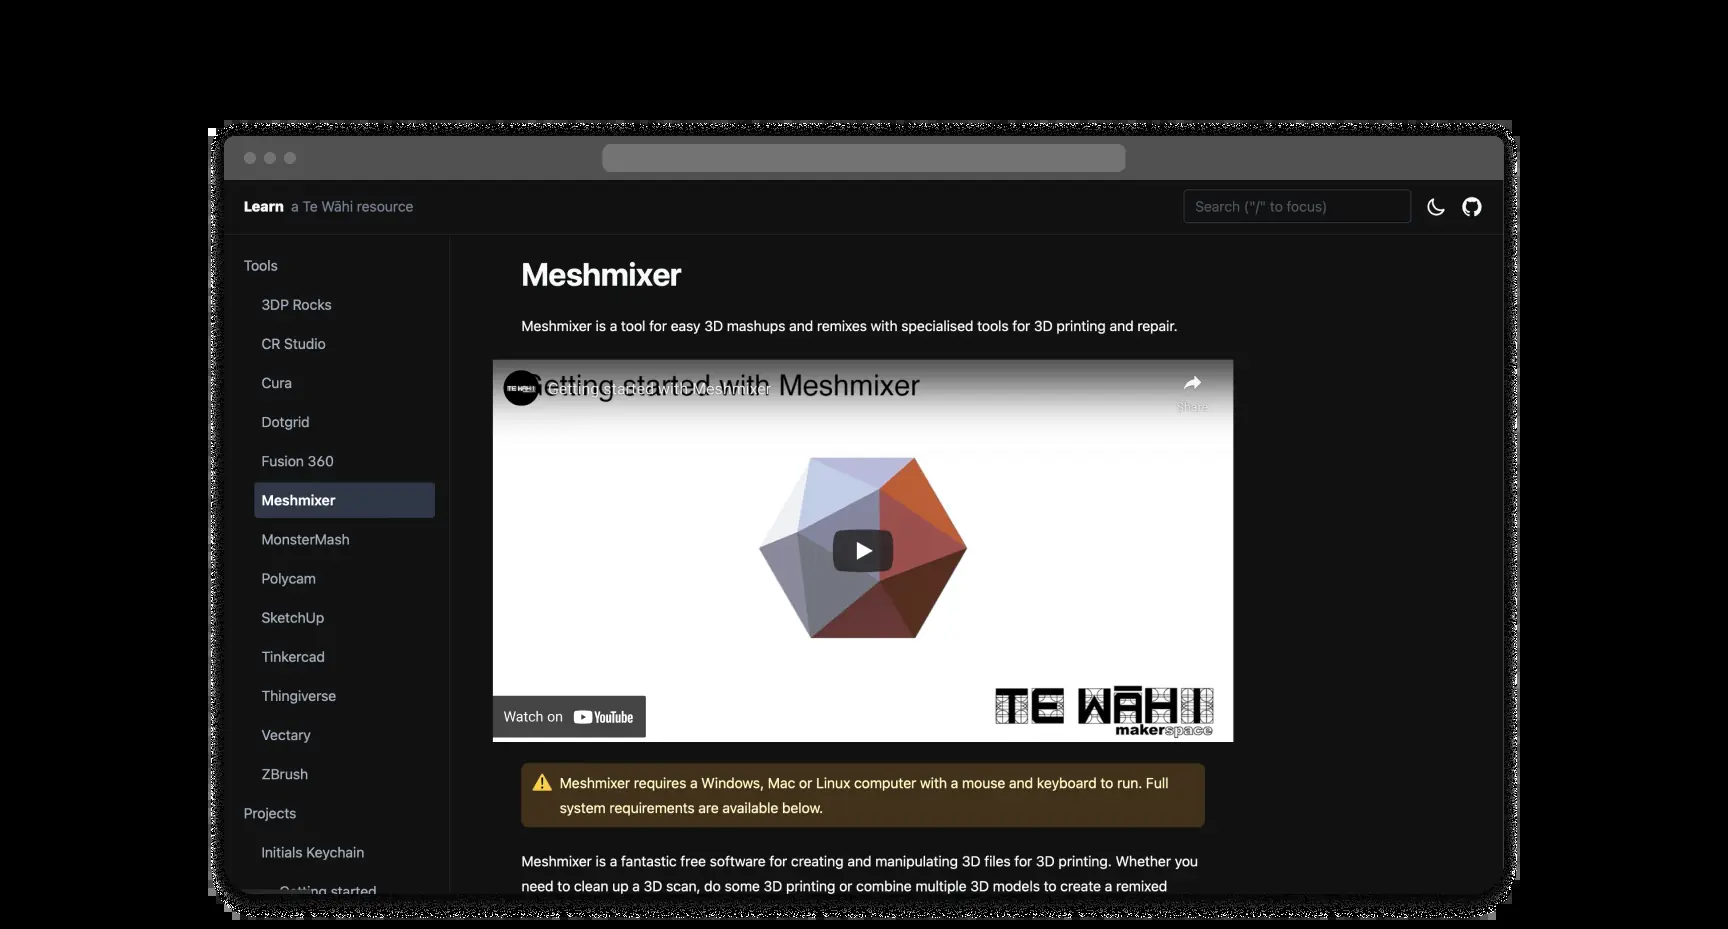 Learn a Te Wāhi resource
Search ("/" to focus)
Tools
3DP Rocks
CR Studio
Cura
Dotgrid
Fusion 360
Meshmixer
MonsterMash
Polycam
SketchUp
Tinkercad
Thingiverse
Vectary
ZBrush
Projects
Initials Keychain
Getting started
Meshmixer
Meshmixer is a tool for easy 3D mashups and remixes with specialised tools for 3D printing and repair.
TE WĀHI
Getting started with Meshmixer
Getting started with Meshmixer
Share
Watch on YouTube
TE WĀHI
makerspace
Meshmixer requires a Windows, Mac or Linux computer with a mouse and keyboard to run. Full
system requirements are available below.
Meshmixer is a fantastic free software for creating and manipulating 3D files for 3D printing. Whether you
need to clean up a 3D scan, do some 3D printing or combine multiple 3D models to create a remixed